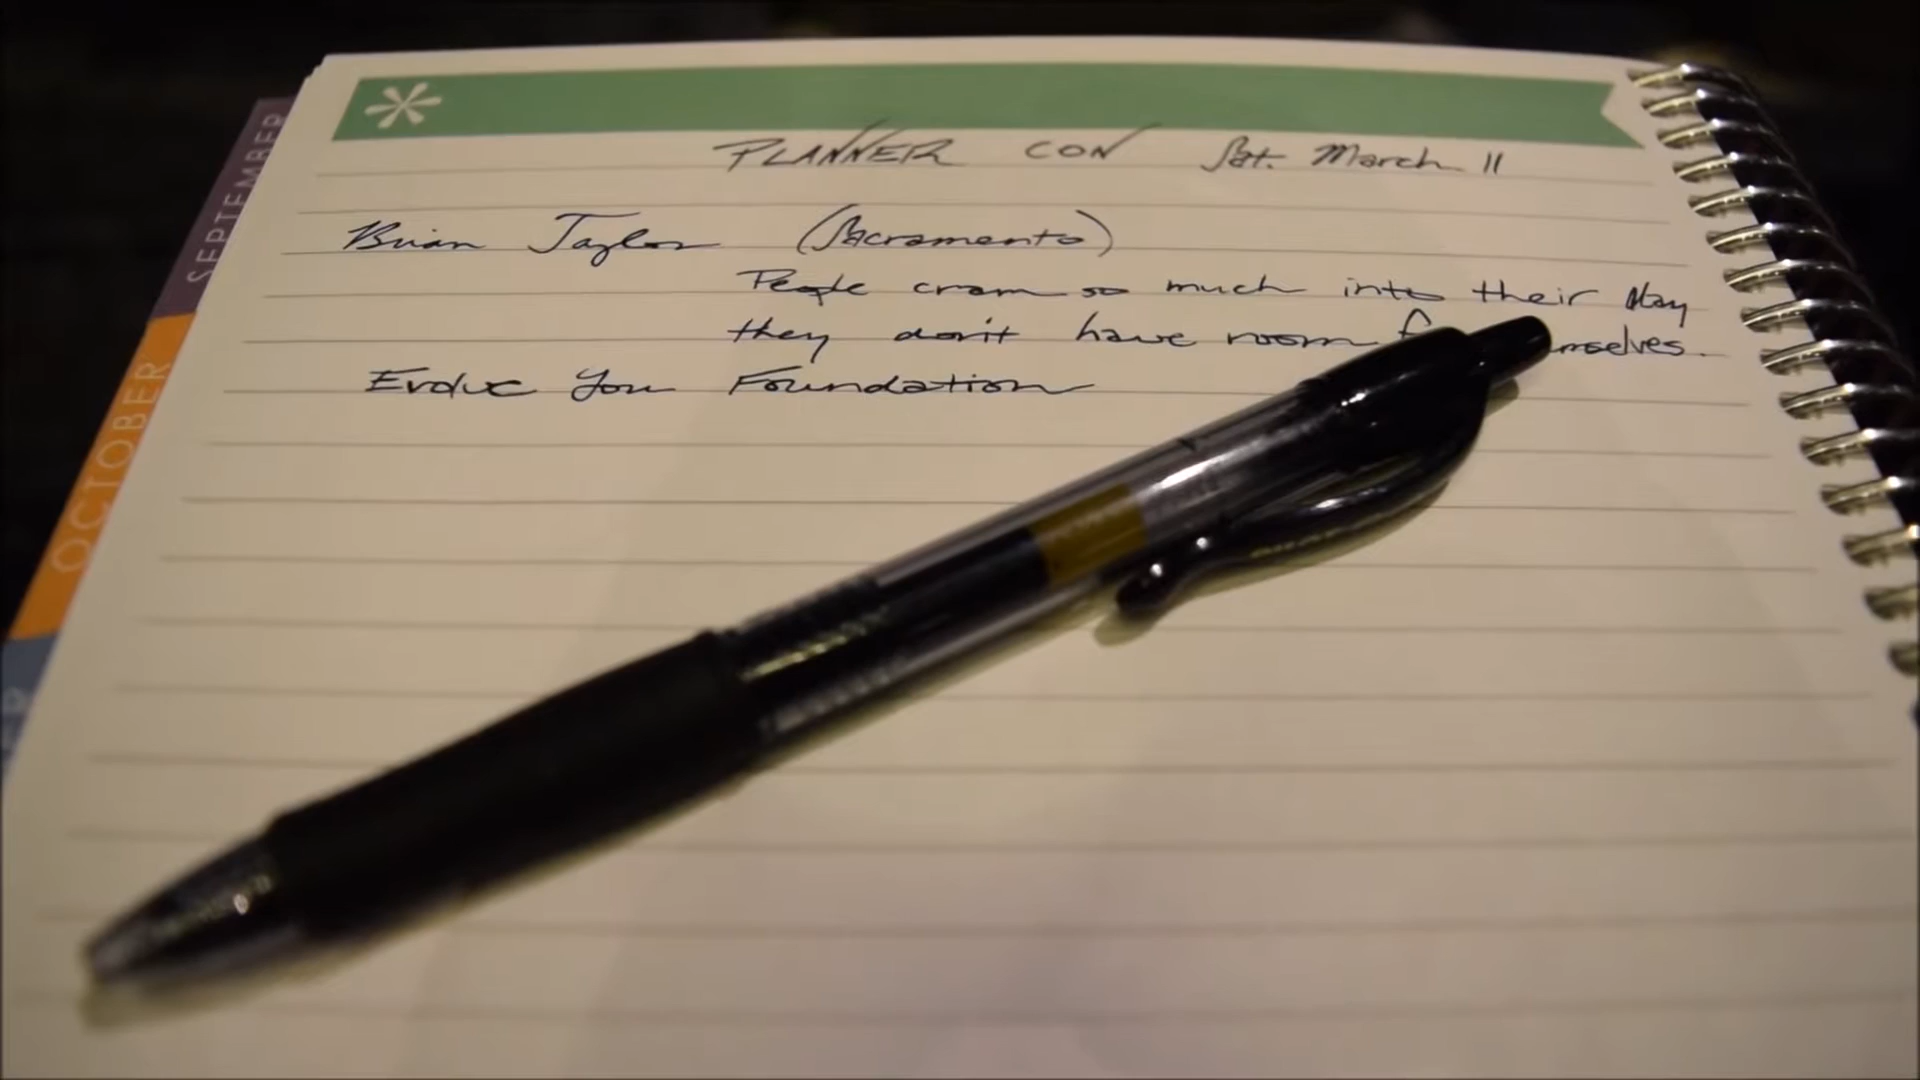 PLANNER CON Sat. March 11
Brian Taylor (Sacramento)
People cram so much into their day
they don't have room f mselves.
Evolve You Foundation
SEPTEMBER
OCTOBER